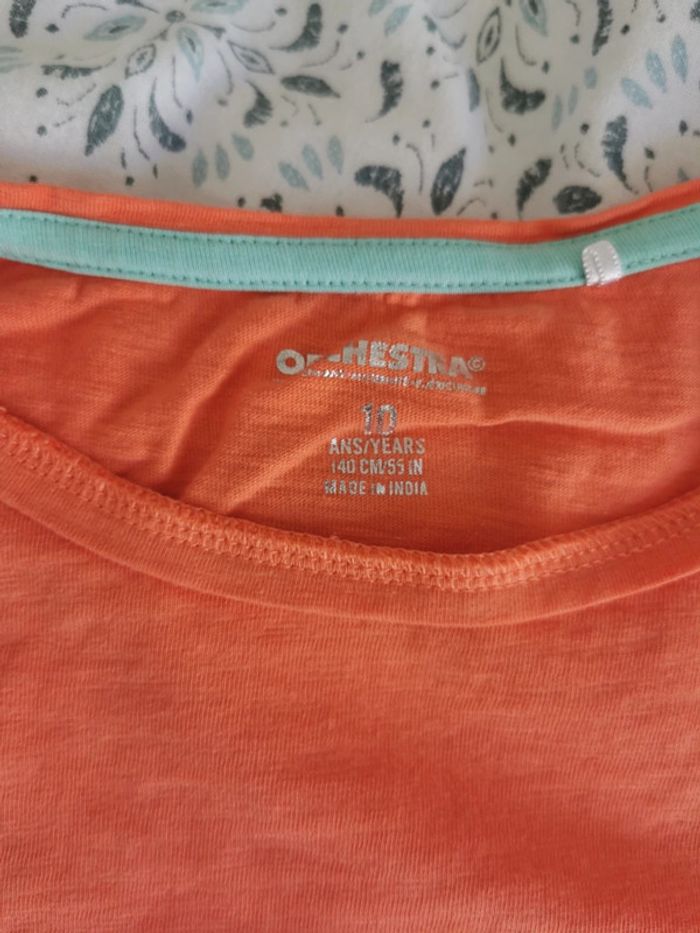 ORCHESTRA©
10
ANS/YEARS
140 CM/55 IN
MADE IN INDIA